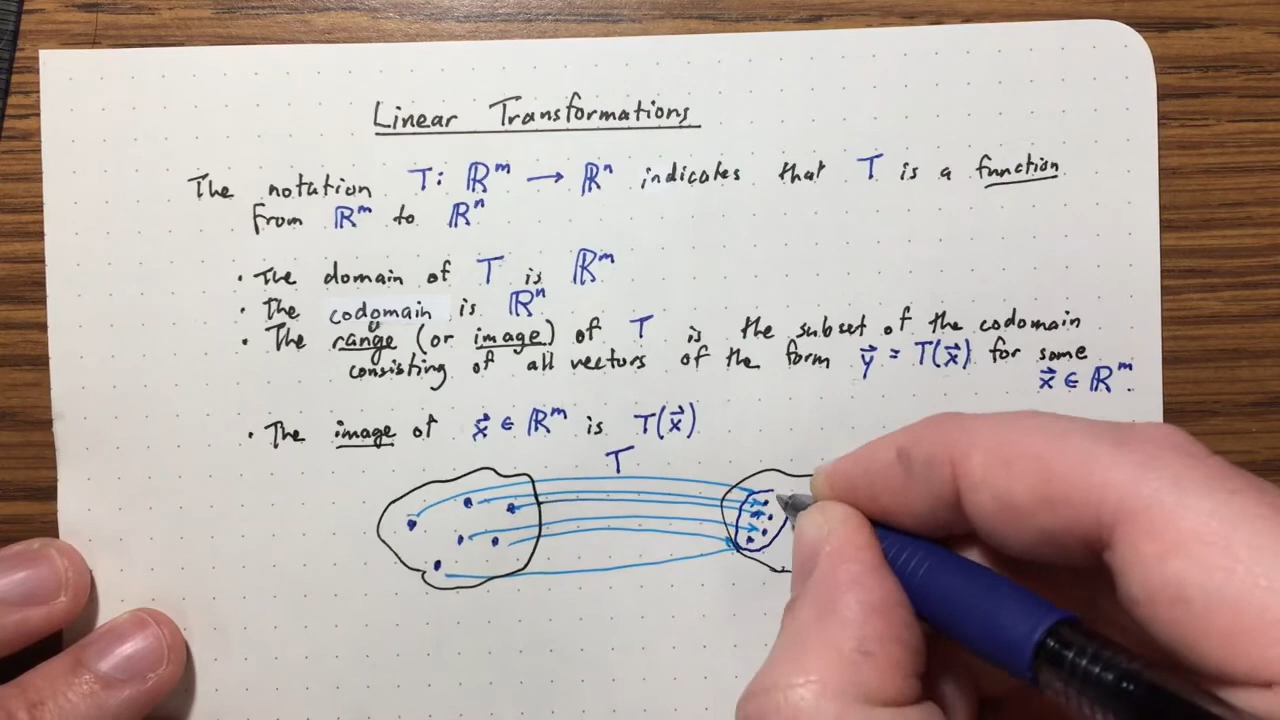 Linear Transformations
The notation T: ℝᵐ → ℝⁿ indicates that T is a function
from ℝᵐ to ℝⁿ
· The domain of T is ℝᵐ
· The codomain is ℝⁿ
· The range (or image) of T is the subset of the codomain
consisting of all vectors of the form y⃗ = T(x⃗) for some
x⃗ ∈ ℝᵐ.
· The image of x⃗ ∈ ℝᵐ is T(x⃗)
T